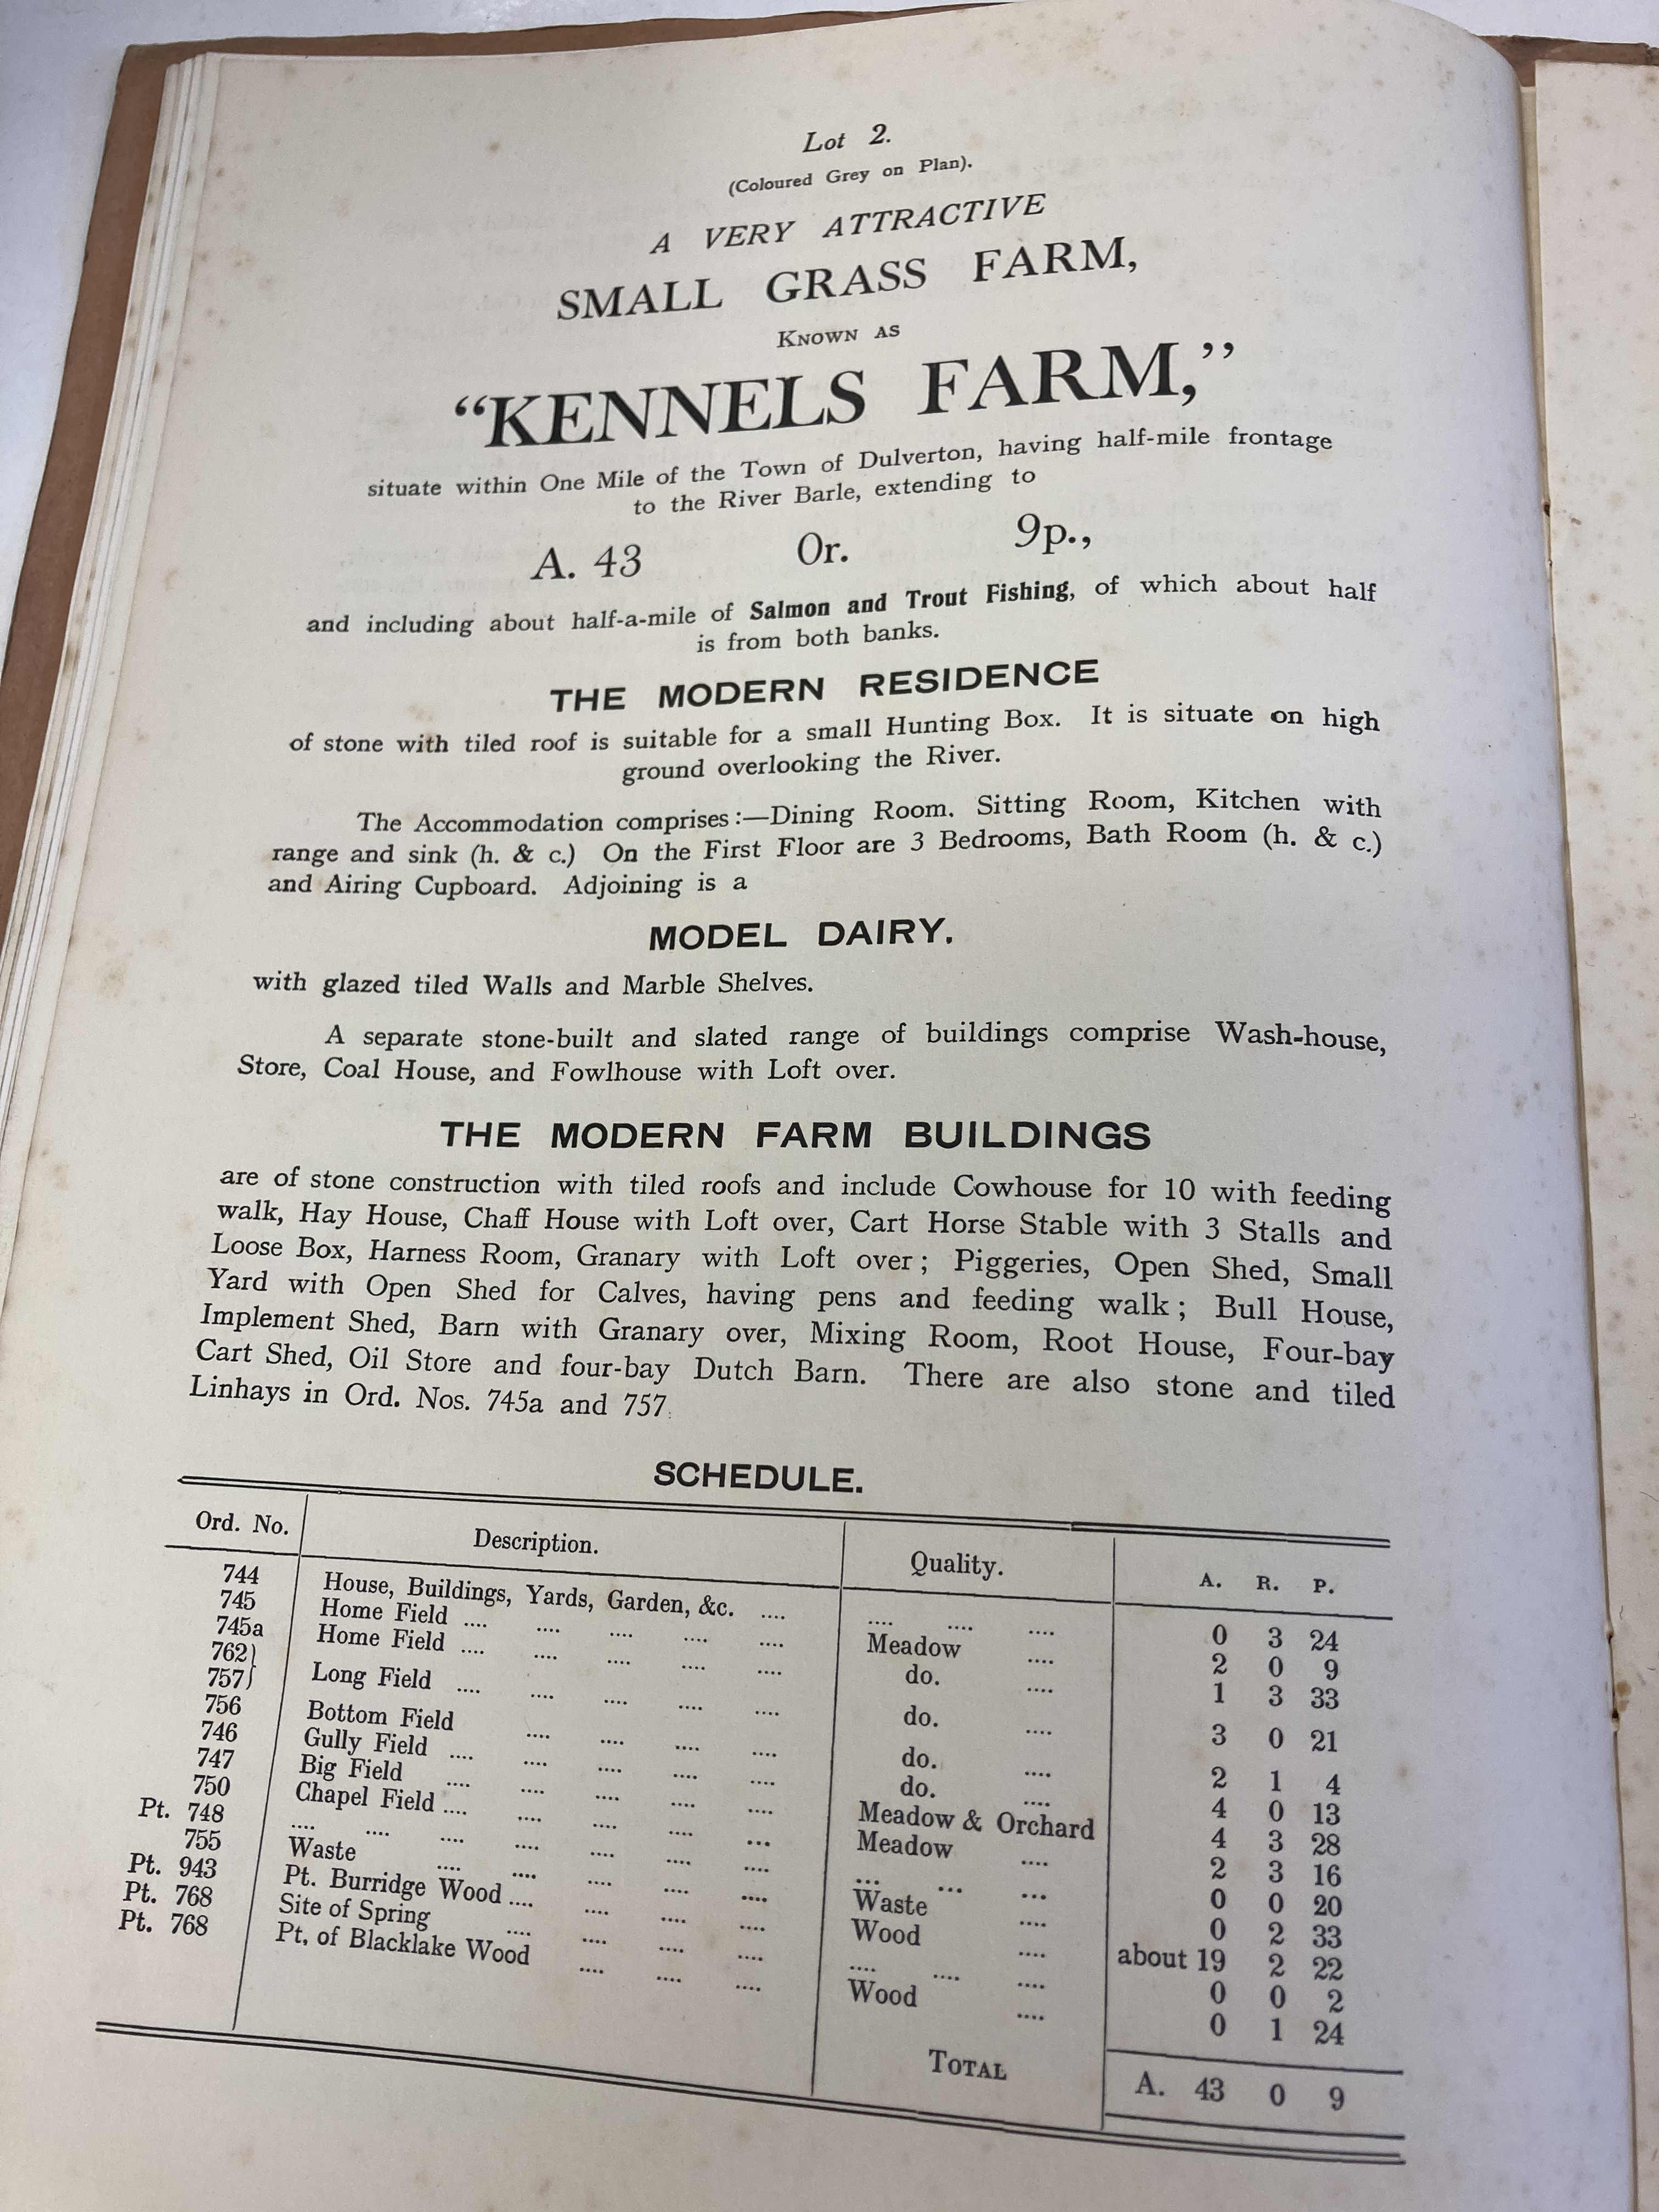 Lot 2.
(Coloured Grey on Plan).
A VERY ATTRACTIVE
SMALL GRASS FARM,
KNOWN AS
“KENNELS FARM,”
situate within One Mile of the Town of Dulverton, having half-mile frontage
to the River Barle, extending to
A. 43 Or. 9p.,
and including about half-a-mile of Salmon and Trout Fishing, of which about half
is from both banks.
THE MODERN RESIDENCE
of stone with tiled roof is suitable for a small Hunting Box. It is situate on high
ground overlooking the River.
The Accommodation comprises:—Dining Room. Sitting Room, Kitchen with
range and sink (h. & c.) On the First Floor are 3 Bedrooms, Bath Room (h. & c.)
and Airing Cupboard. Adjoining is a
MODEL DAIRY.
with glazed tiled Walls and Marble Shelves.
A separate stone-built and slated range of buildings comprise Wash-house,
Store, Coal House, and Fowlhouse with Loft over.
THE MODERN FARM BUILDINGS
are of stone construction with tiled roofs and include Cowhouse for 10 with feeding
walk, Hay House, Chaff House with Loft over, Cart Horse Stable with 3 Stalls and
Loose Box, Harness Room, Granary with Loft over; Piggeries, Open Shed, Small
Yard with Open Shed for Calves, having pens and feeding walk; Bull House,
Implement Shed, Barn with Granary over, Mixing Room, Root House, Four-bay
Cart Shed, Oil Store and four-bay Dutch Barn. There are also stone and tiled
Linhays in Ord. Nos. 745a and 757.
SCHEDULE.
Ord. No. Description. Quality. A. R. P.
744 House, Buildings, Yards, Garden, &c. .... .... .... .... 0 3 24
745 Home Field .... .... .... .... .... Meadow .... 2 0 9
745a Home Field .... .... .... .... .... do. .... 1 3 33
762}
757} Long Field .... .... .... .... .... do. .... 3 0 21
756 Bottom Field .... .... .... .... do. .... 2 1 4
746 Gully Field .... .... .... .... .... do. .... 4 0 13
747 Big Field .... .... .... .... .... Meadow & Orchard 4 3 28
750 Chapel Field .... .... .... .... ... Meadow .... 2 3 16
Pt. 748 .... .... .... .... .... .... .... ... ... ... 0 0 20
755 Waste .... .... .... .... .... Waste .... 0 2 33
Pt. 943 Pt. Burridge Wood .... .... .... .... Wood .... about 19 2 22
Pt. 768 Site of Spring .... .... .... .... .... .... .... 0 0 2
Pt. 768 Pt. of Blacklake Wood .... .... .... Wood .... 0 1 24
TOTAL A. 43 0 9